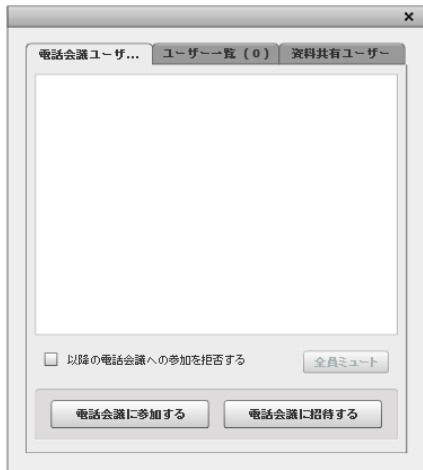 ×
電話会議ユーザ... ユーザー一覧 (0) 資料共有ユーザー
以降の電話会議への参加を拒否する 全員ミュート
電話会議に参加する 電話会議に招待する